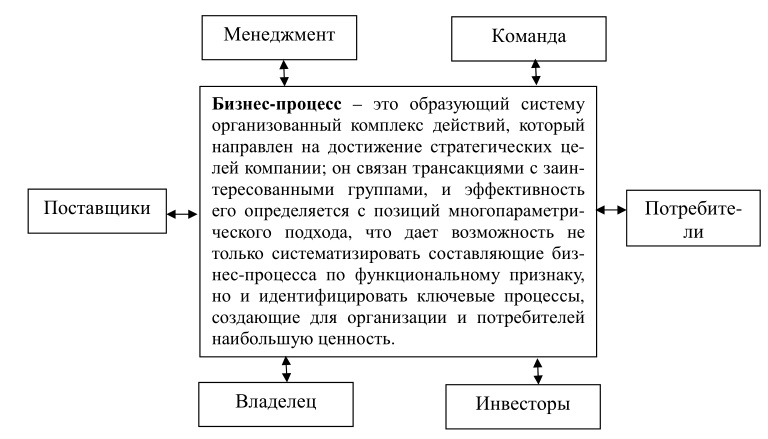 Менеджмент
Команда
Бизнес-процесс – это образующий систему
организованный комплекс действий, который
направлен на достижение стратегических це-
лей компании; он связан трансакциями с заин-
тересованными группами, и эффективность
его определяется с позиций многопараметри-
ческого подхода, что дает возможность не
только систематизировать составляющие биз-
нес-процесса по функциональному признаку,
но и идентифицировать ключевые процессы,
создающие для организации и потребителей
наибольшую ценность.
Поставщики
Потребите-
ли
Владелец
Инвесторы